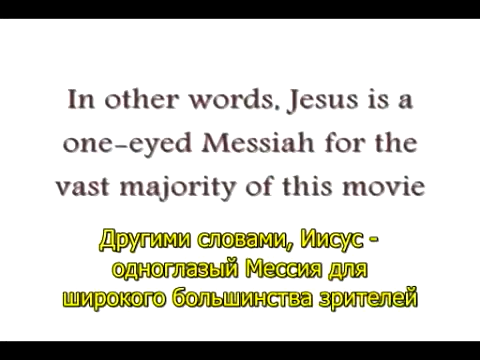 In other words, Jesus is a
one-eyed Messiah for the
vast majority of this movie
Другими словами, Иисус -
одноглазый Мессия для
широкого большинства зрителей